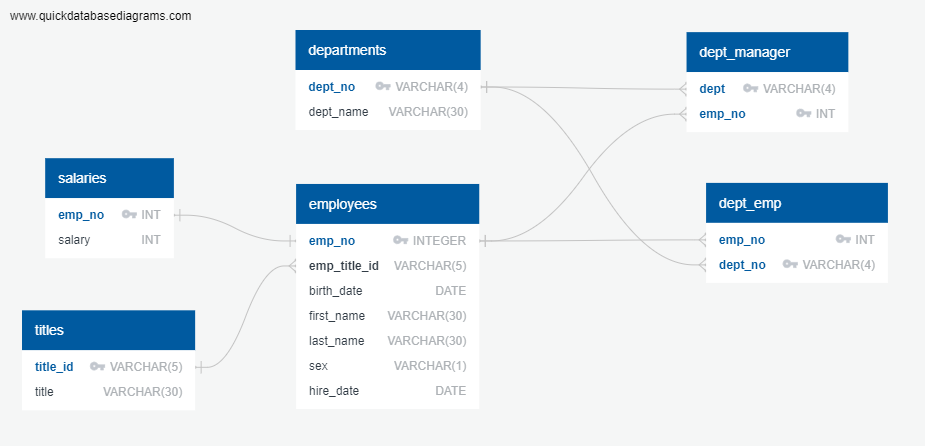 www.quickdatabasediagrams.com
departments
dept_no VARCHAR(4)
dept_name VARCHAR(30)
dept_manager
dept VARCHAR(4)
emp_no INT
salaries
emp_no INT
salary INT
employees
emp_no INTEGER
emp_title_id VARCHAR(5)
birth_date DATE
first_name VARCHAR(30)
last_name VARCHAR(30)
sex VARCHAR(1)
hire_date DATE
dept_emp
emp_no INT
dept_no VARCHAR(4)
titles
title_id VARCHAR(5)
title VARCHAR(30)